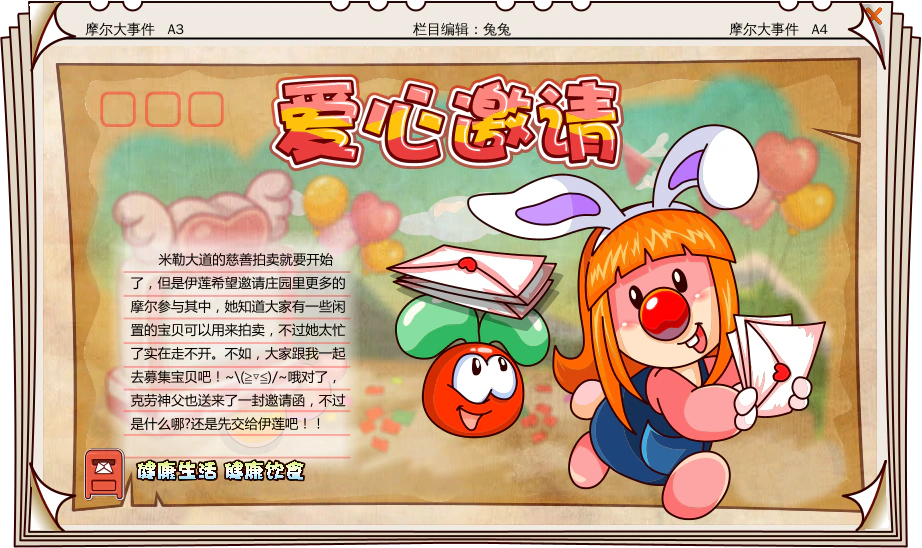 摩尔大事件 A3
栏目编辑：兔兔
摩尔大事件 A4
爱心邀请
米勒大道的慈善拍卖就要开始
了，但是伊莲希望邀请庄园里更多的
摩尔参与其中，她知道大家有一些闲
置的宝贝可以用来拍卖，不过她太忙
了实在走不开。不如，大家跟我一起
去募集宝贝吧！~\(≧▽≦)/~哦对了，
克劳神父也送来了一封邀请函，不过
是什么哪?还是先交给伊莲吧！！
健康生活 健康饮食